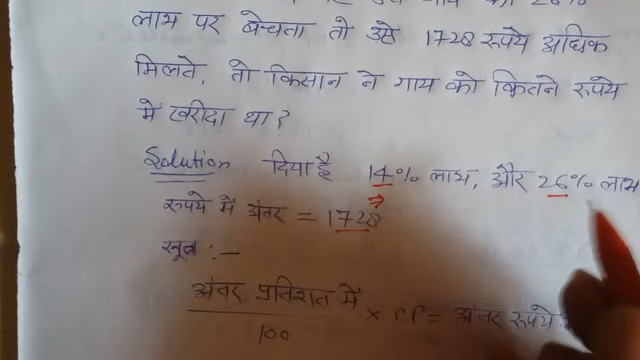 लाभ पर बेचता तो उसे 1728 रुपये अधिक
मिलते, तो किसान ने गाय को कितने रुपये
में खरीदा था?
Solution दिया है 14% लाभ, और 26% लाभ
रुपये में अंतर = 1728
सूत्र :-
अंतर प्रतिशत में
100
× CP = अंतर रुपये